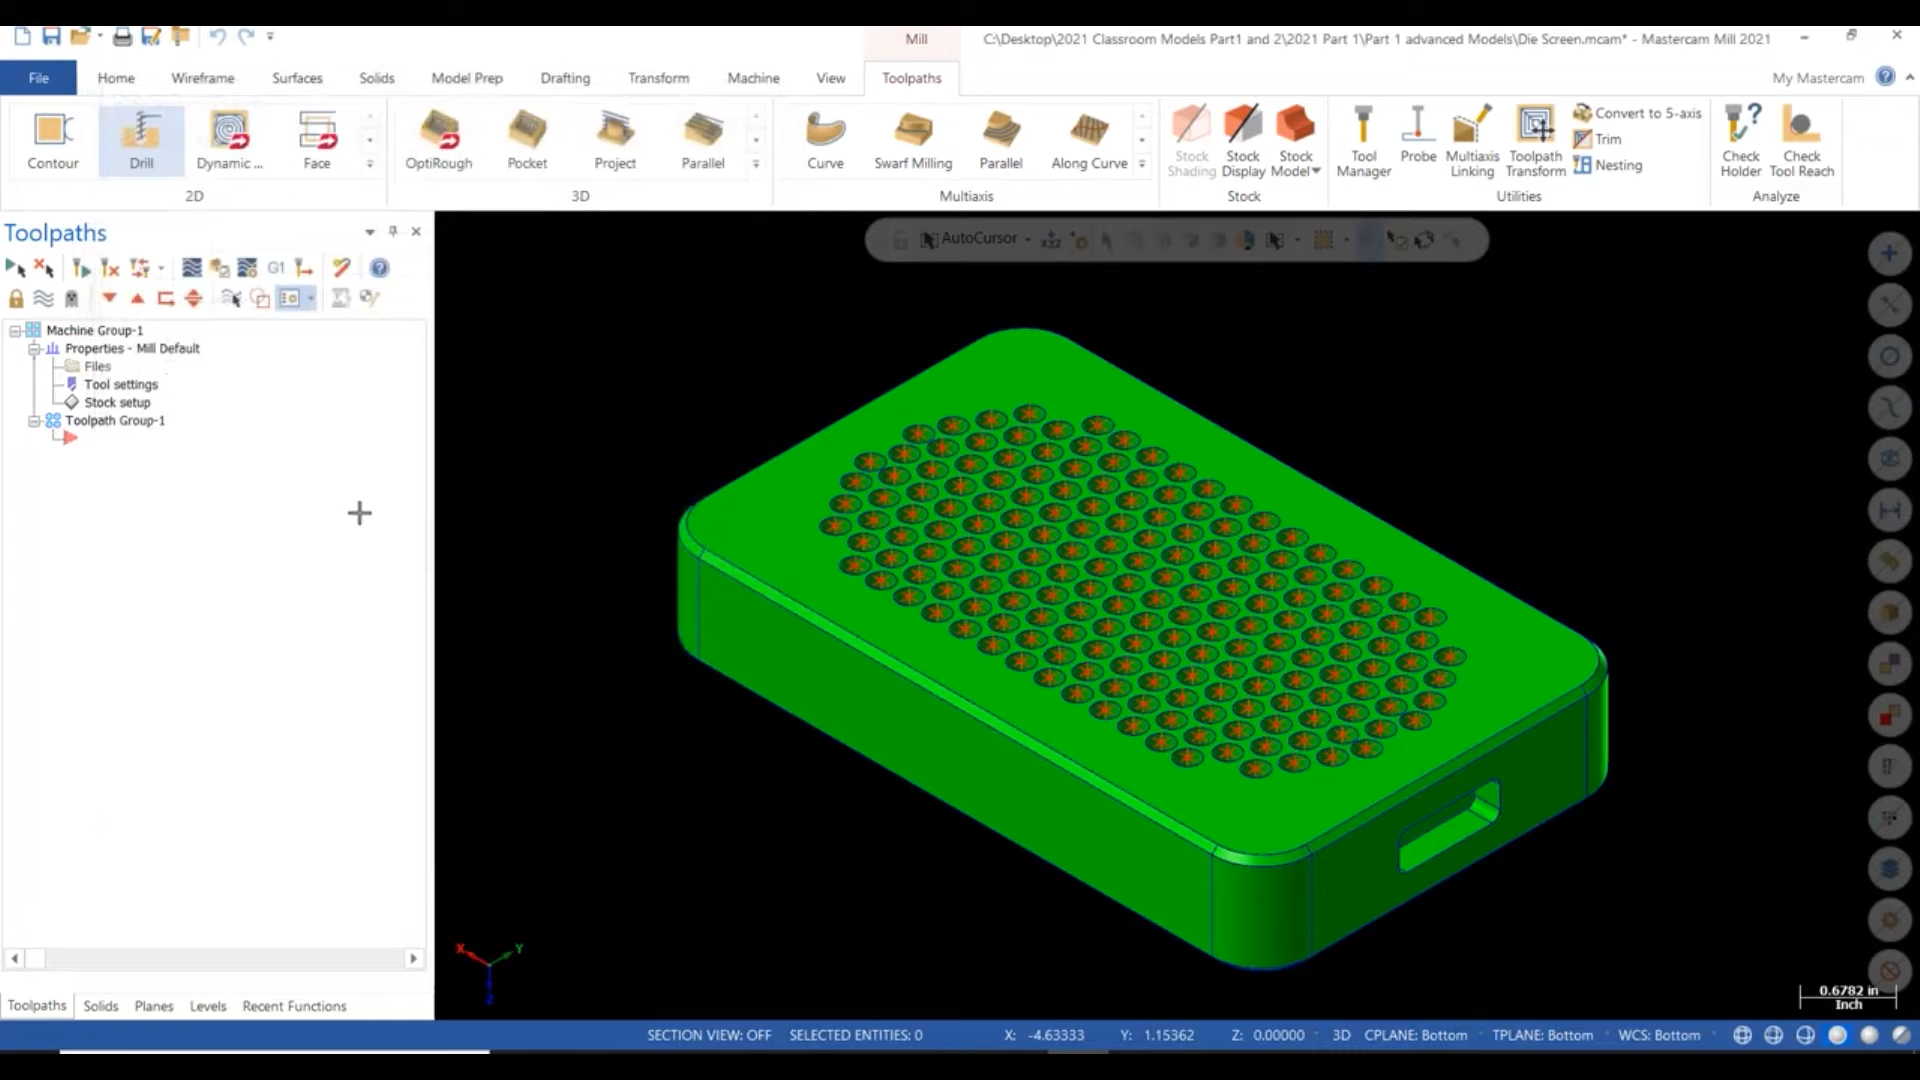 Mill
C:\Desktop\2021 Classroom Models Part1 and 2\2021 Part 1\Part 1 advanced Models\Die Screen.mcam* - Mastercam Mill 2021
File Home Wireframe Surfaces Solids Model Prep Drafting Transform Machine View Toolpaths My Mastercam
Contour Drill Dynamic ... Face
2D
OptiRough Pocket Project Parallel
3D
Curve Swarf Milling Parallel Along Curve
Multiaxis
Stock Shading
Stock Display
Stock Model
Stock
Tool Manager
Probe
Multiaxis Linking
Toolpath Transform
Convert to 5-axis
Trim
Nesting
Utilities
Check Holder
Check Tool Reach
Analyze
Toolpaths
G1
AutoCursor
XYZ
Machine Group-1
Properties - Mill Default
Files
Tool settings
Stock setup
Toolpath Group-1
X Y Z
0.6782 in
Inch
Toolpaths Solids Planes Levels Recent Functions
SECTION VIEW: OFF SELECTED ENTITIES: 0 X: -4.63333 Y: 1.15362 Z: 0.00000 3D CPLANE: Bottom TPLANE: Bottom WCS: Bottom